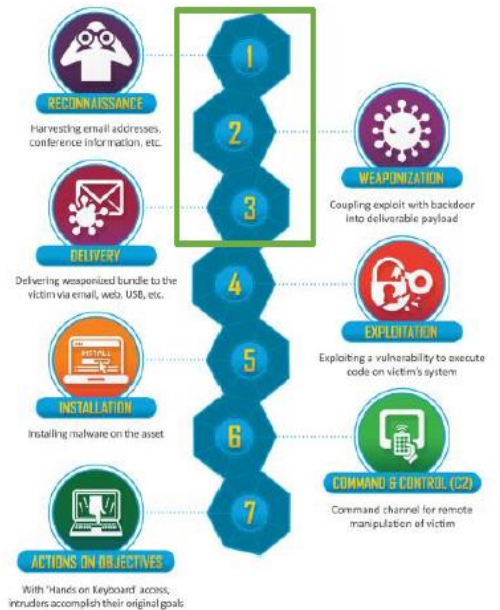 1
RECONNAISSANCE
Harvesting email addresses,
conference information, etc.
2
WEAPONIZATION
Coupling exploit with backdoor
into deliverable payload
3
DELIVERY
Delivering weaponized bundle to the
victim via email, web, USB, etc.
4
EXPLOITATION
Exploiting a vulnerability to execute
code on victim's system
5
INSTALL
INSTALLATION
Installing malware on the asset
6
COMMAND & CONTROL (C2)
Command channel for remote
manipulation of victim
7
ACTIONS ON OBJECTIVES
With 'Hands on Keyboard' access,
intruders accomplish their original goals